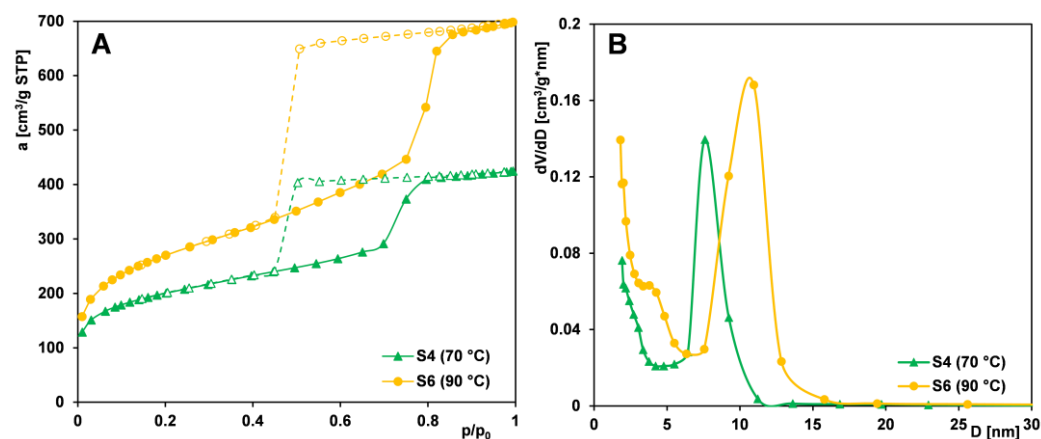 A
a [cm³/g STP]
700
600
500
400
300
200
100
0
0
0.2
0.4
0.6
0.8
1
p/p₀
S4 (70 °C)
S6 (90 °C)
B
dV/dD [cm³/g*nm]
0.2
0.16
0.12
0.08
0.04
0
0
5
10
15
20
25
30
D [nm]
S4 (70 °C)
S6 (90 °C)